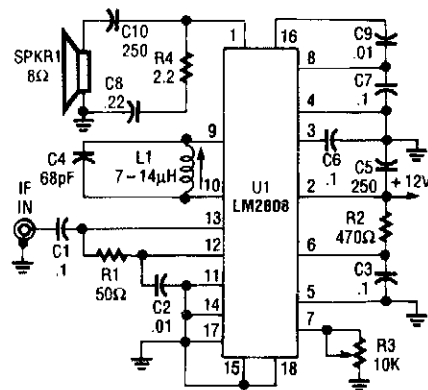 C10
250
1
16
C9
.01
SPKR1
8Ω
R4
2.2
8
C7
.1
C8
.22
4
9
3
C6
.1
C4
68pF
L1
7-14µH
C5
250
+12V
10
U1
LM2808
2
IF
IN
13
R2
470Ω
C1
.1
12
6
R1
50Ω
11
C3
.1
C2
.01
14
5
17
7
R3
10K
15
18